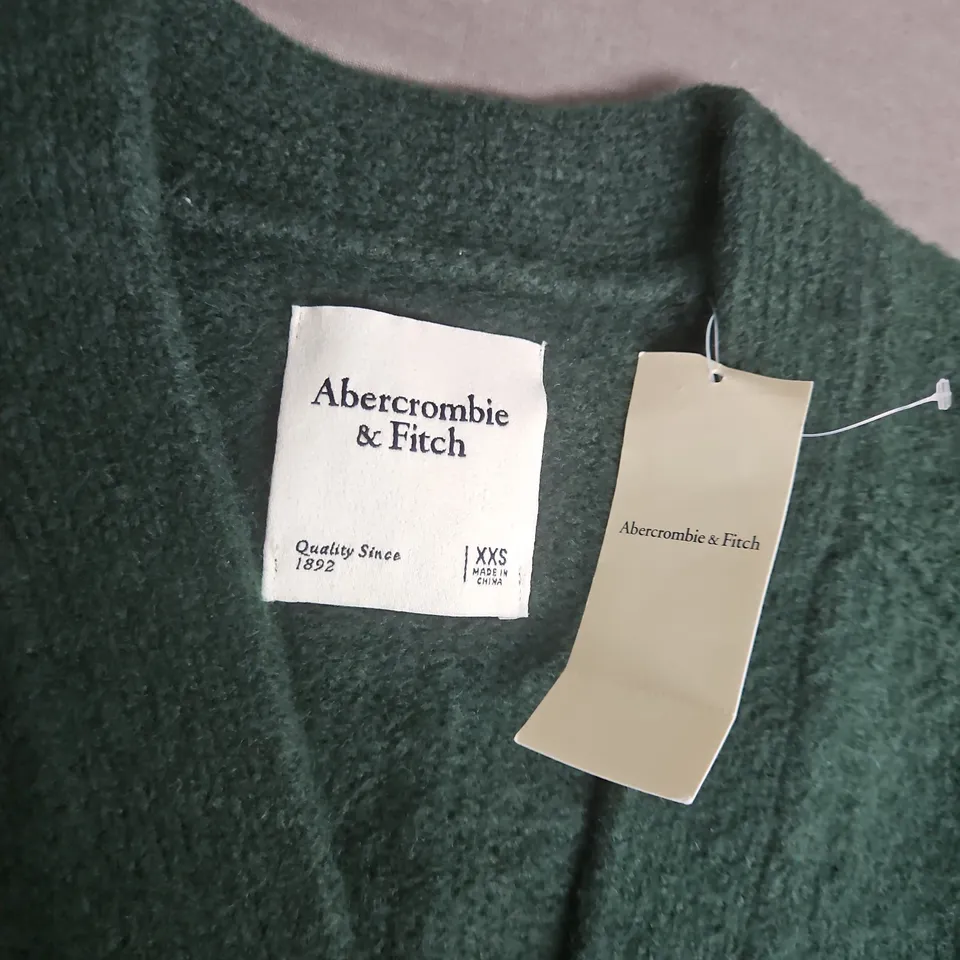 Abercrombie
& Fitch
Quality Since
1892
XXS
MADE IN
CHINA
Abercrombie & Fitch